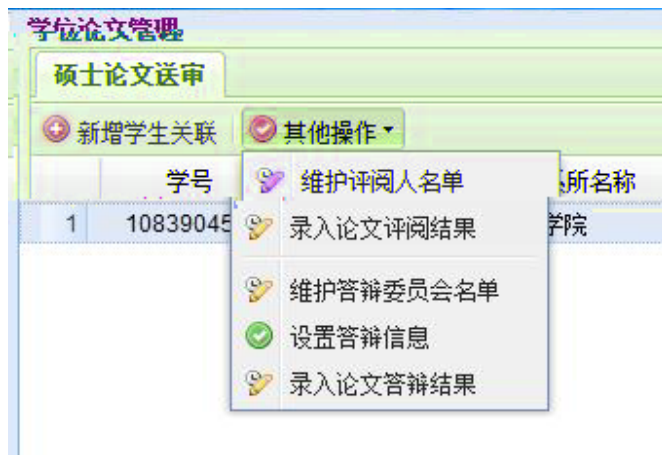 学位论文管理
硕士论文送审
新增学生关联 其他操作
学号 所名称
1 10839045 学院
维护评阅人名单
录入论文评阅结果
维护答辩委员会名单
设置答辩信息
录入论文答辩结果